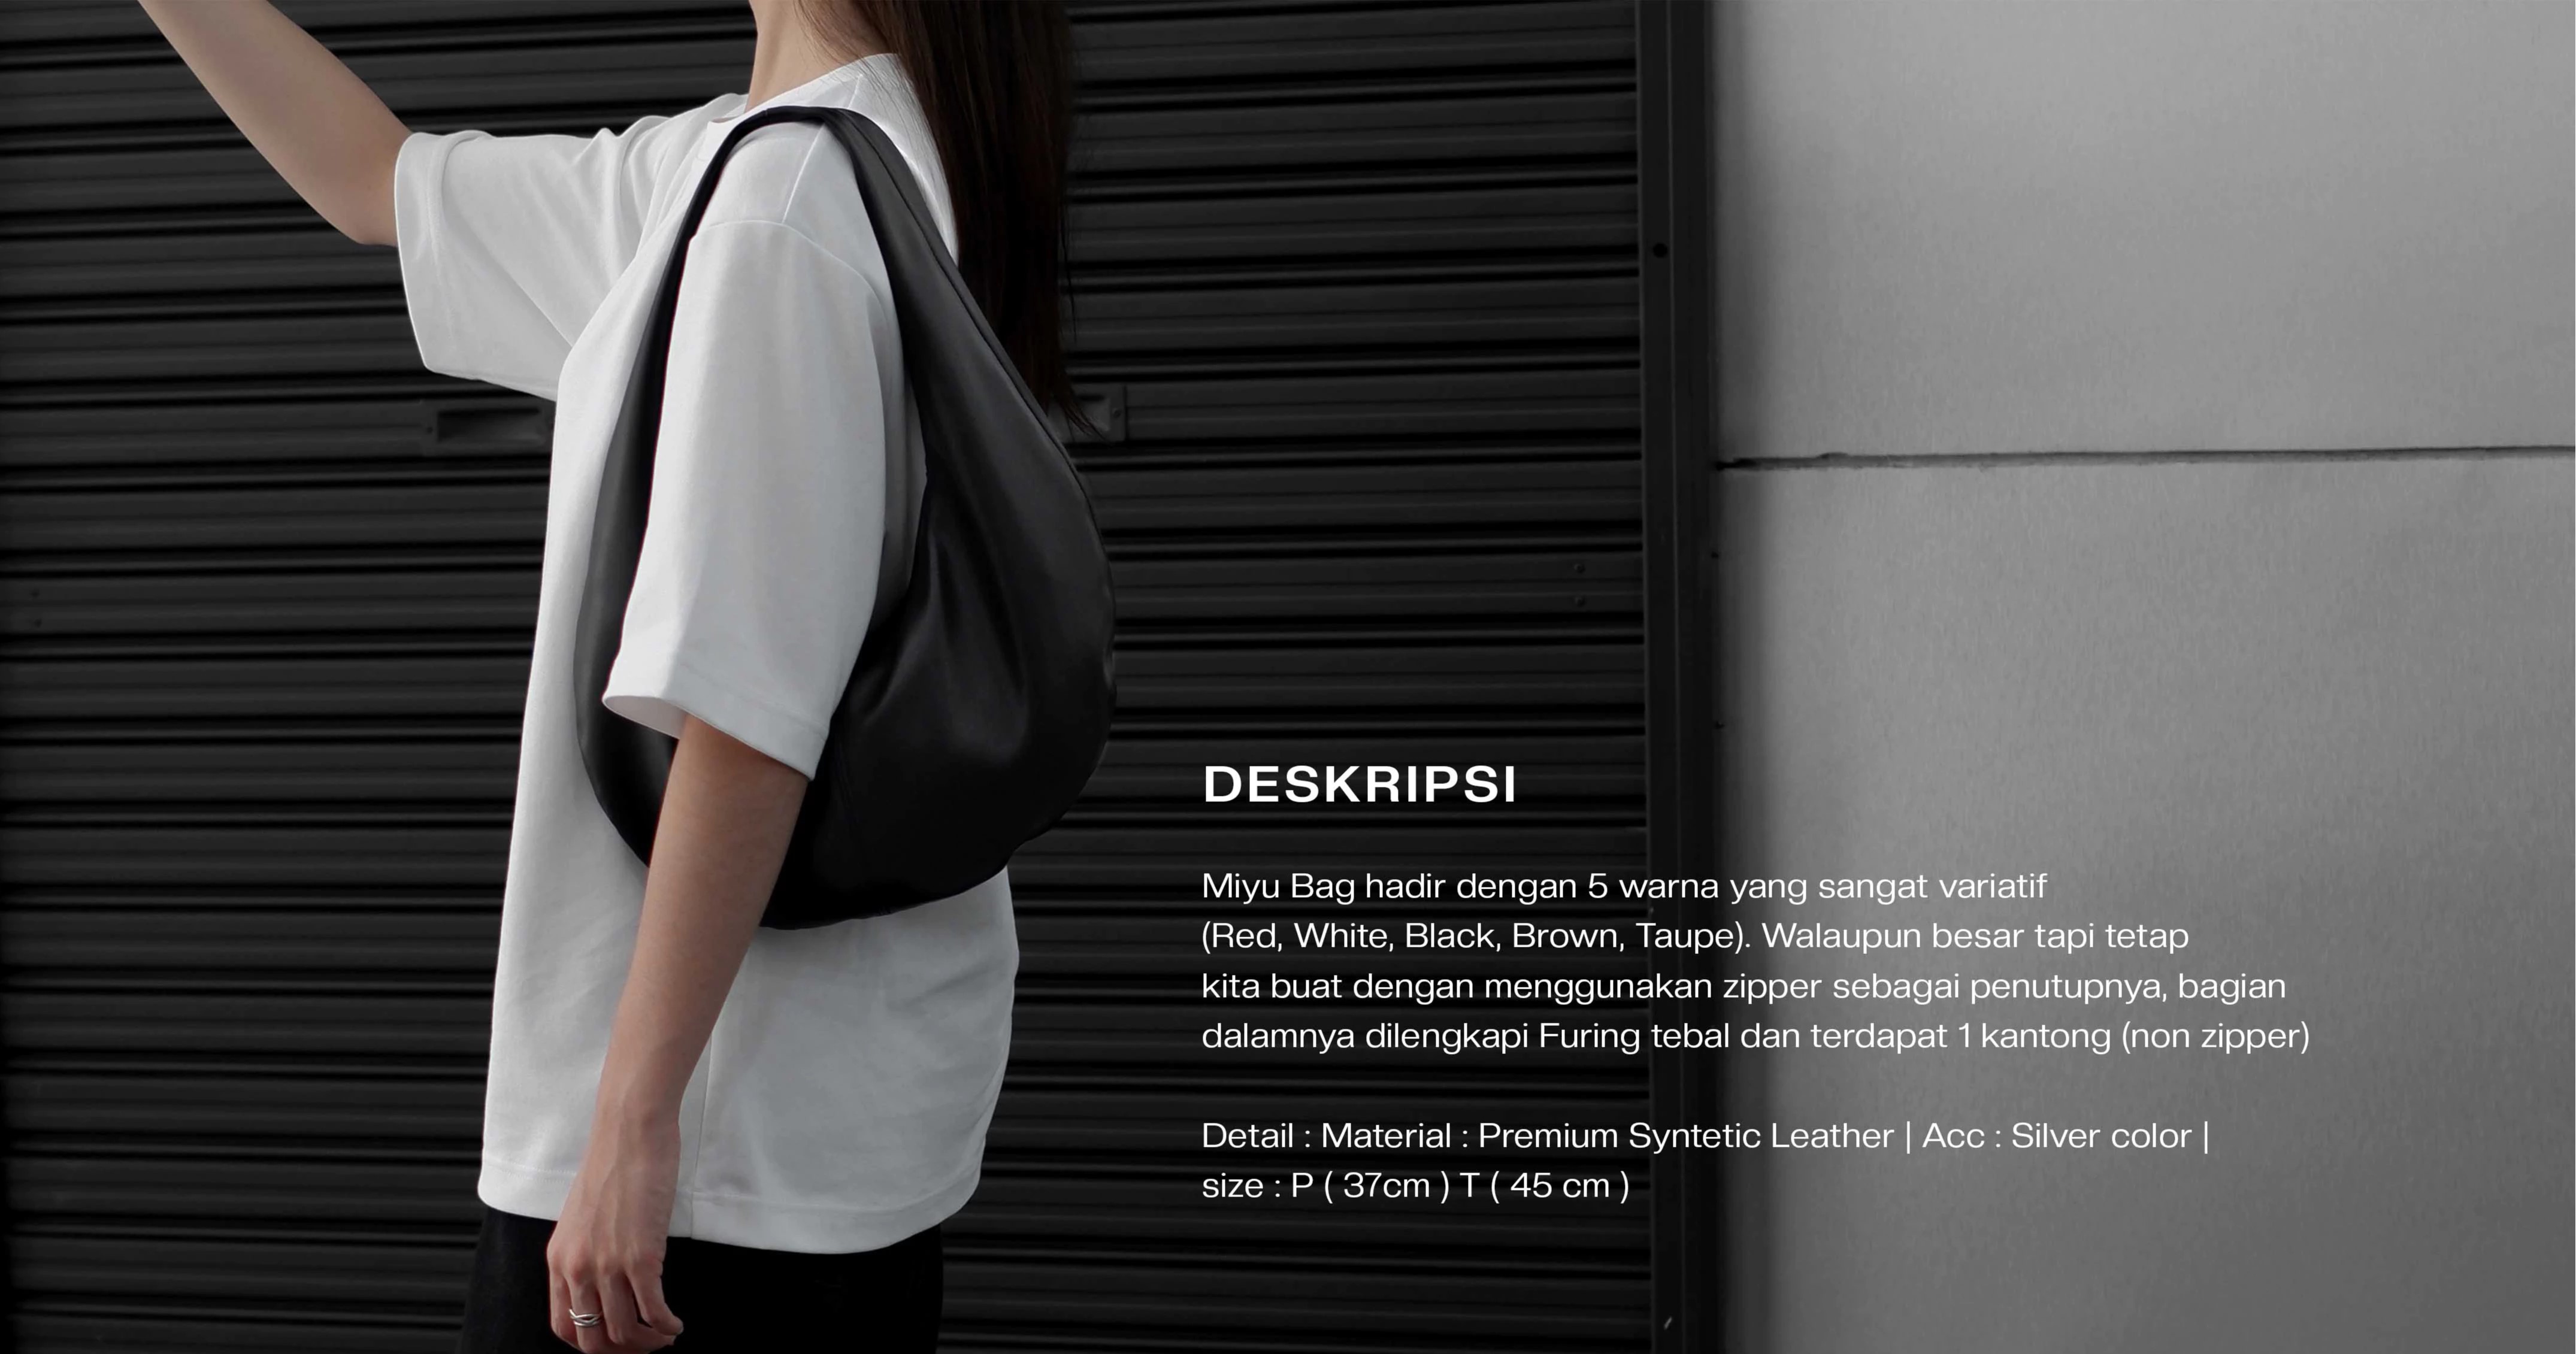 DESKRIPSI
Miyu Bag hadir dengan 5 warna yang sangat variatif
(Red, White, Black, Brown, Taupe). Walaupun besar tapi tetap
kita buat dengan menggunakan zipper sebagai penutupnya, bagian
dalamnya dilengkapi Furing tebal dan terdapat 1 kantong (non zipper)
Detail : Material : Premium Syntetic Leather | Acc : Silver color |
size : P ( 37cm ) T ( 45 cm )